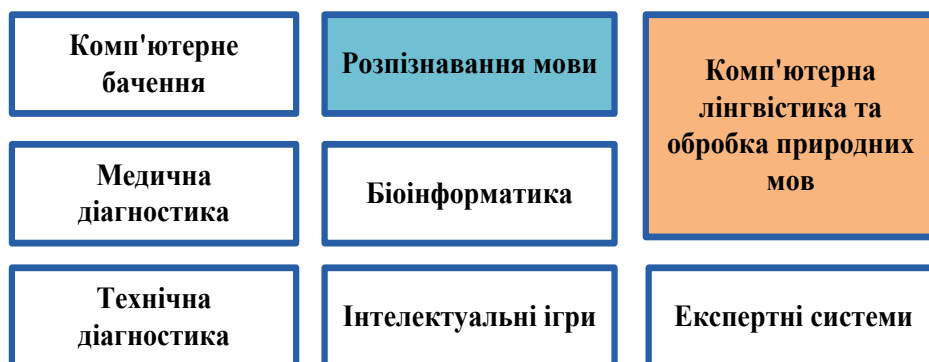 Комп'ютерне
бачення
Розпізнавання мови
Комп'ютерна
лінгвістика та
обробка природних
мов
Медична
діагностика
Біоінформатика
Технічна
діагностика
Інтелектуальні ігри
Експертні системи